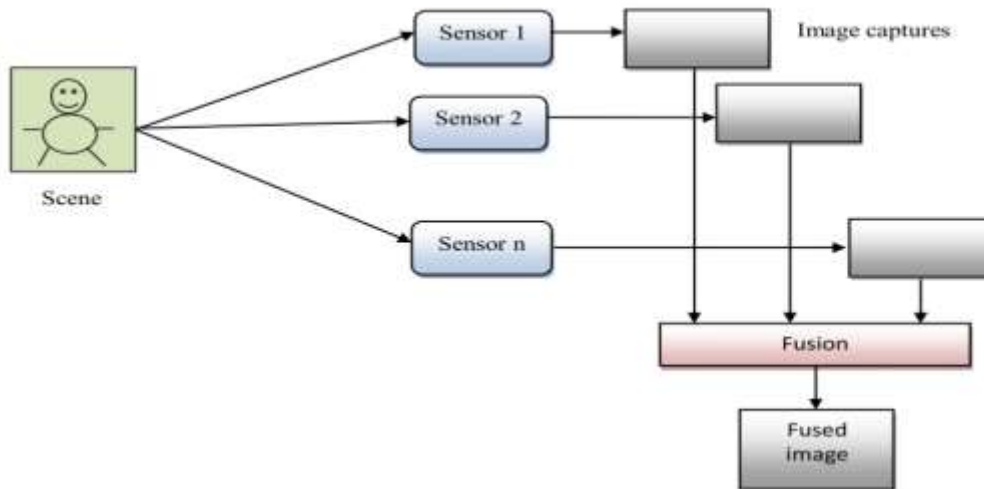 Sensor 1
Image captures
Sensor 2
Scene
Sensor n
Fusion
Fused
image